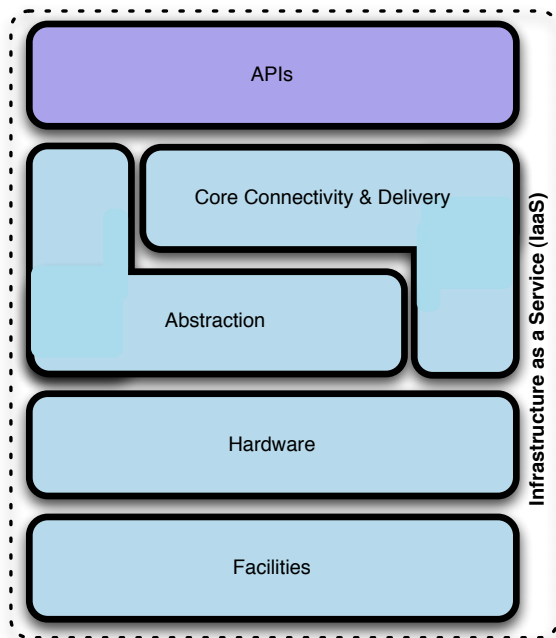 APIs
Core Connectivity & Delivery
Abstraction
Hardware
Facilities
Infrastructure as a Service (IaaS)